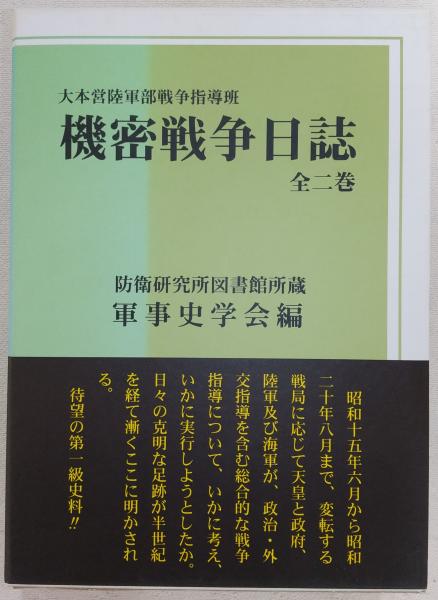 大本営陸軍部戦争指導班
機密戦争日誌
全二巻
防衛研究所図書館所蔵
軍事史学会編
昭和十五年六月から昭和
二十年八月まで、変転する
戦局に応じて天皇と政府、
陸軍及び海軍が、政治・外
交指導を含む総合的な戦争
指導について、いかに考え、
いかに実行しようとしたか。
日々の克明な足跡が半世紀
を経て漸くここに明かされ
る。
待望の第一級史料!!